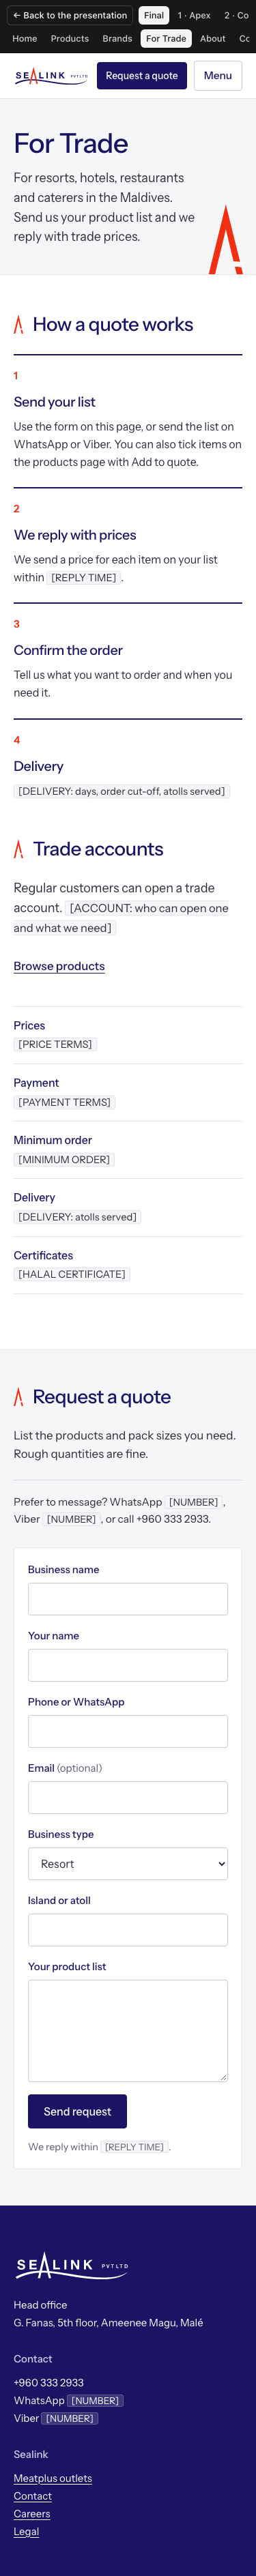 ← Back to the presentation Final 1 · Apex 2 · Co
Home Products Brands For Trade About Co
SEALINK PVT LTD Request a quote Menu
For Trade
For resorts, hotels, restaurants
and caterers in the Maldives.
Send us your product list and we
reply with trade prices.
How a quote works
1
Send your list
Use the form on this page, or send the list on
WhatsApp or Viber. You can also tick items on
the products page with Add to quote.
2
We reply with prices
We send a price for each item on your list
within [REPLY TIME].
3
Confirm the order
Tell us what you want to order and when you
need it.
4
Delivery
[DELIVERY: days, order cut-off, atolls served]
Trade accounts
Regular customers can open a trade
account. [ACCOUNT: who can open one
and what we need]
Browse products
Prices
[PRICE TERMS]
Payment
[PAYMENT TERMS]
Minimum order
[MINIMUM ORDER]
Delivery
[DELIVERY: atolls served]
Certificates
[HALAL CERTIFICATE]
Request a quote
List the products and pack sizes you need.
Rough quantities are fine.
Prefer to message? WhatsApp [NUMBER],
Viber [NUMBER], or call +960 333 2933.
Business name
Your name
Phone or WhatsApp
Email (optional)
Business type
Resort
Island or atoll
Your product list
Send request
We reply within [REPLY TIME].
SEALINK PVT LTD
Head office
G. Fanas, 5th floor, Ameenee Magu, Malé
Contact
+960 333 2933
WhatsApp [NUMBER]
Viber [NUMBER]
Sealink
Meatplus outlets
Contact
Careers
Legal